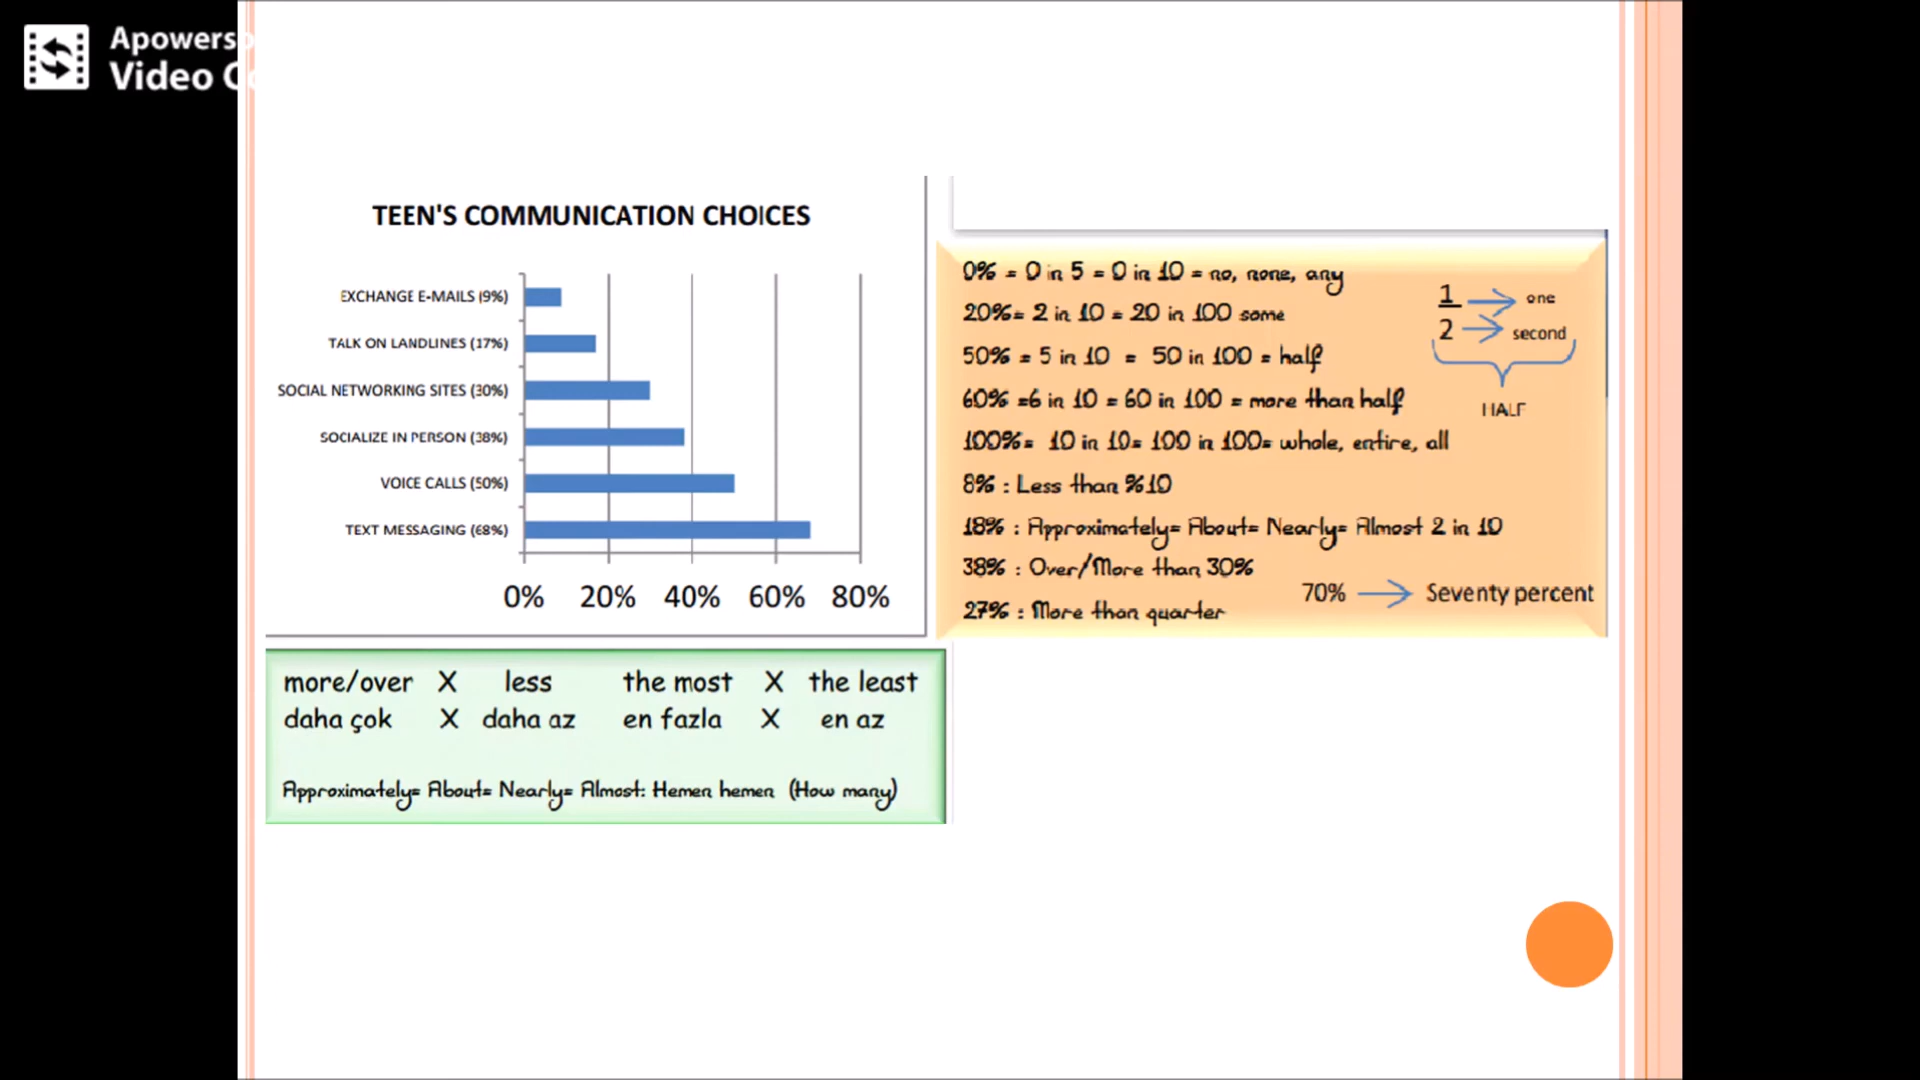 Apowers
Video C
TEEN'S COMMUNICATION CHOICES
EXCHANGE E-MAILS (9%)
TALK ON LANDLINES (17%)
SOCIAL NETWORKING SITES (30%)
SOCIALIZE IN PERSON (38%)
VOICE CALLS (50%)
TEXT MESSAGING (68%)
0% 20% 40% 60% 80%
0% = 0 in 5 = 0 in 10 = no, none, any
20%= 2 in 10 = 20 in 100 some
50% = 5 in 10 = 50 in 100 = half
60% =6 in 10 = 60 in 100 = more than half
100%= 10 in 10= 100 in 100= whole, entire, all
8% : Less than %10
18% : Approximately= About= Nearly= Almost 2 in 10
38% : Over/More than 30%
27% : More than quarter
1 one
2 second
HALF
70% Seventy percent
more/over X less the most X the least
daha çok X daha az en fazla X en az
Approximately= About= Nearly= Almost: Hemen hemen (How many)